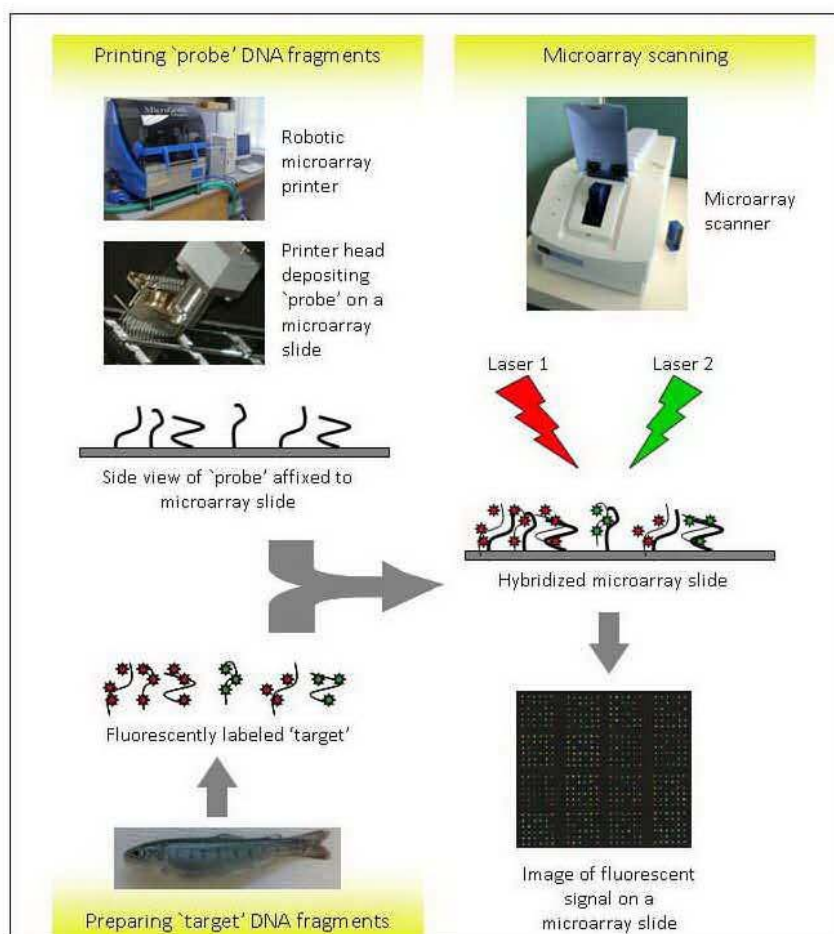 Printing `probe' DNA fragments
Robotic
microarray
printer
Printer head
depositing
`probe' on a
microarray
slide
Side view of `probe' affixed to
microarray slide
Fluorescently labeled 'target'
Preparing `target' DNA fragments
Microarray scanning
Microarray
scanner
Laser 1
Laser 2
Hybridized microarray slide
Image of fluorescent
signal on a
microarray slide